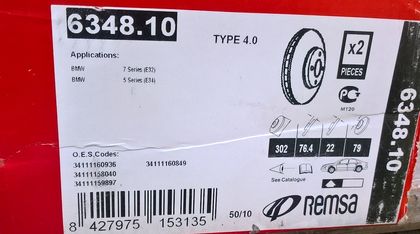 6348.10
TYPE 4.0
x2
PIECES
Applications:
BMW 7 Series (E32)
BMW 5 Series (E34)
MT20
302 76.4 22 79
See Catalogue
O.E.S.Codes:
34111160936 34111160849
34111158040
34111159897
8 427975 153135
50/10
REMSA
6348.10